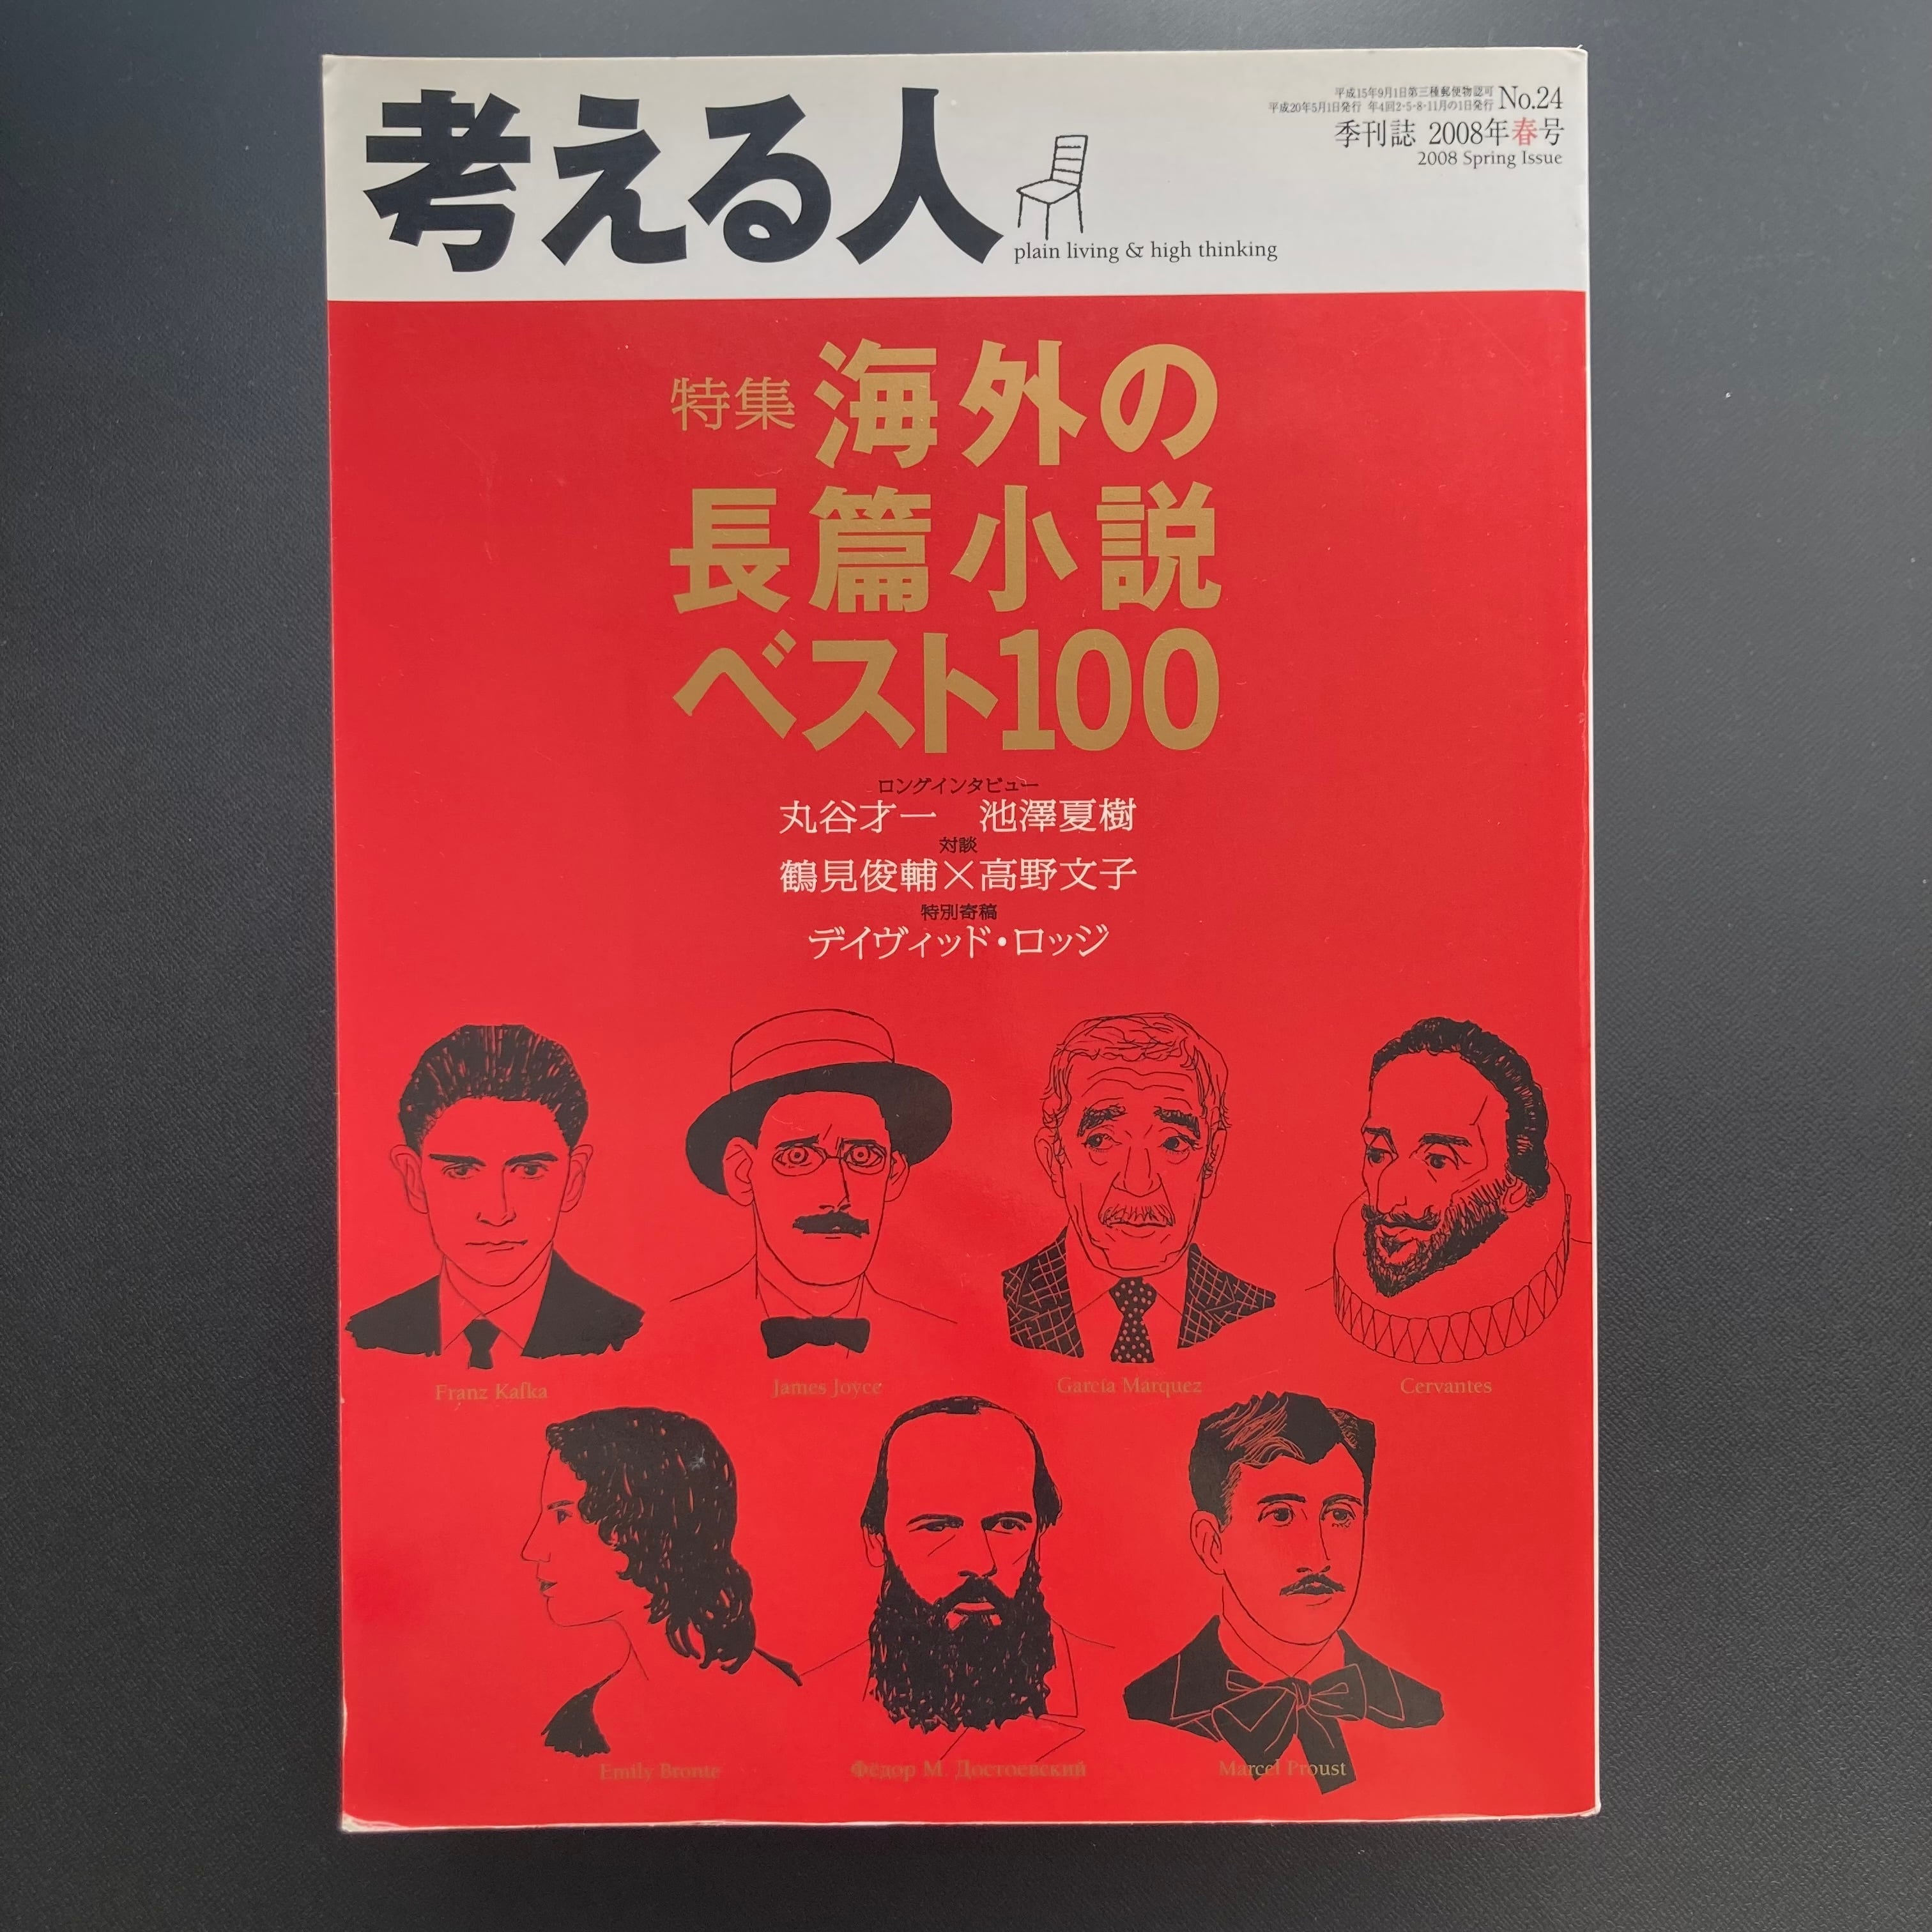 考える人
plain living & high thinking
平成15年9月1日第三種郵便物認可
平成20年5月1日発行 年4回2・5・8・11月の1日発行
No.24
季刊誌 2008年春号
2008 Spring Issue
特集 海外の
長篇小説
ベスト100
ロングインタビュー
丸谷才一 池澤夏樹
対談
鶴見俊輔×高野文子
特別寄稿
デイヴィッド・ロッジ
Franz Kafka
James Joyce
García Márquez
Cervantes
Emily Bronte
Фёдор М. Достоевский
Marcel Proust